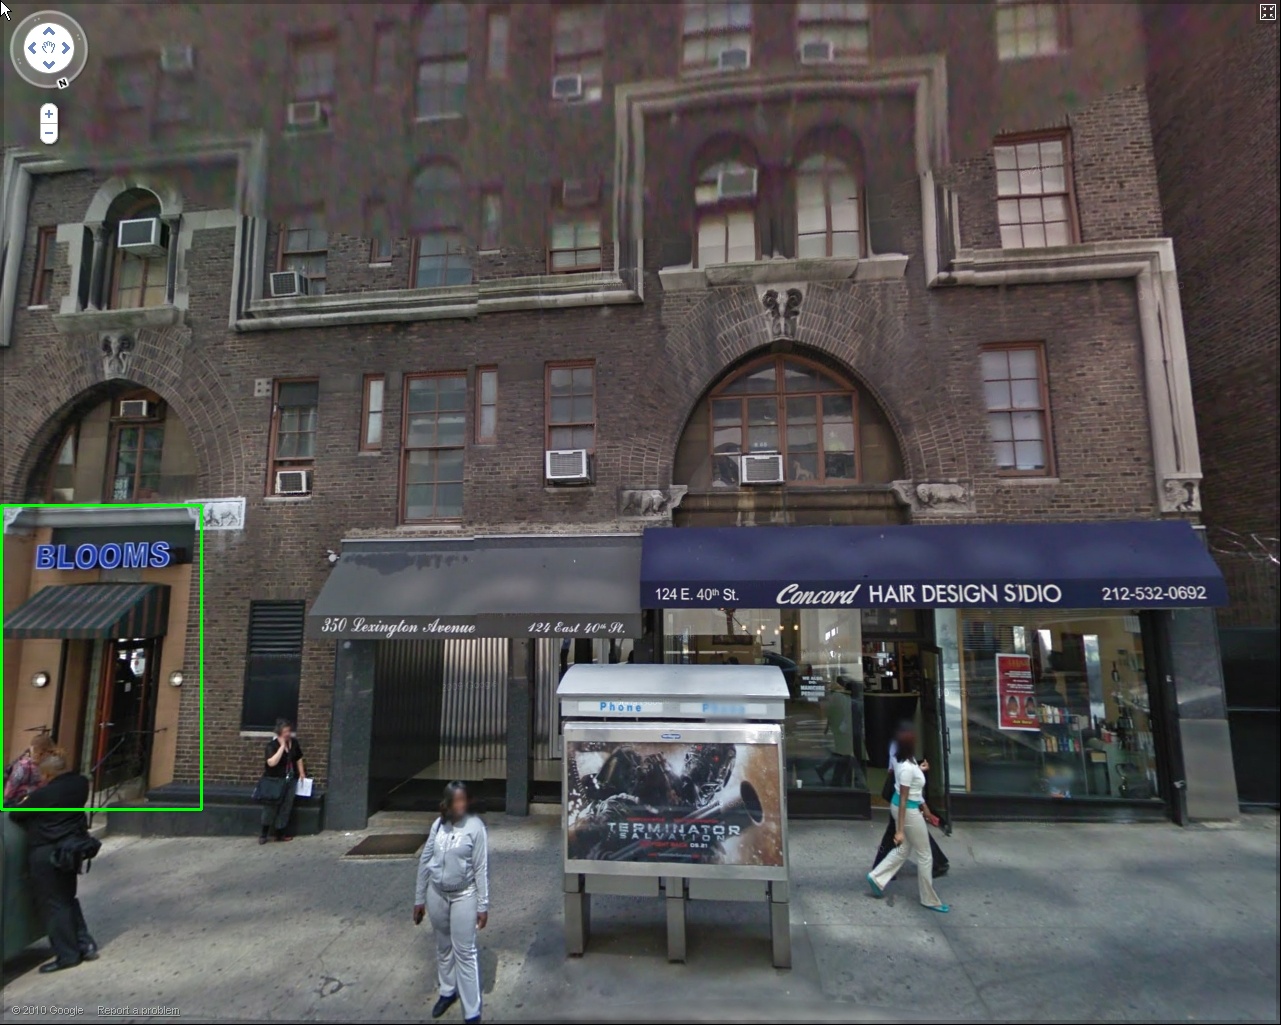 N
BLOOMS
350 Lexington Avenue
124 East 40th St.
124 E. 40th St.
Concord HAIR DESIGN STDIO
212-532-0692
Phone
Phone
TERMINATOR
SALVATION
© 2010 Google
Report a problem